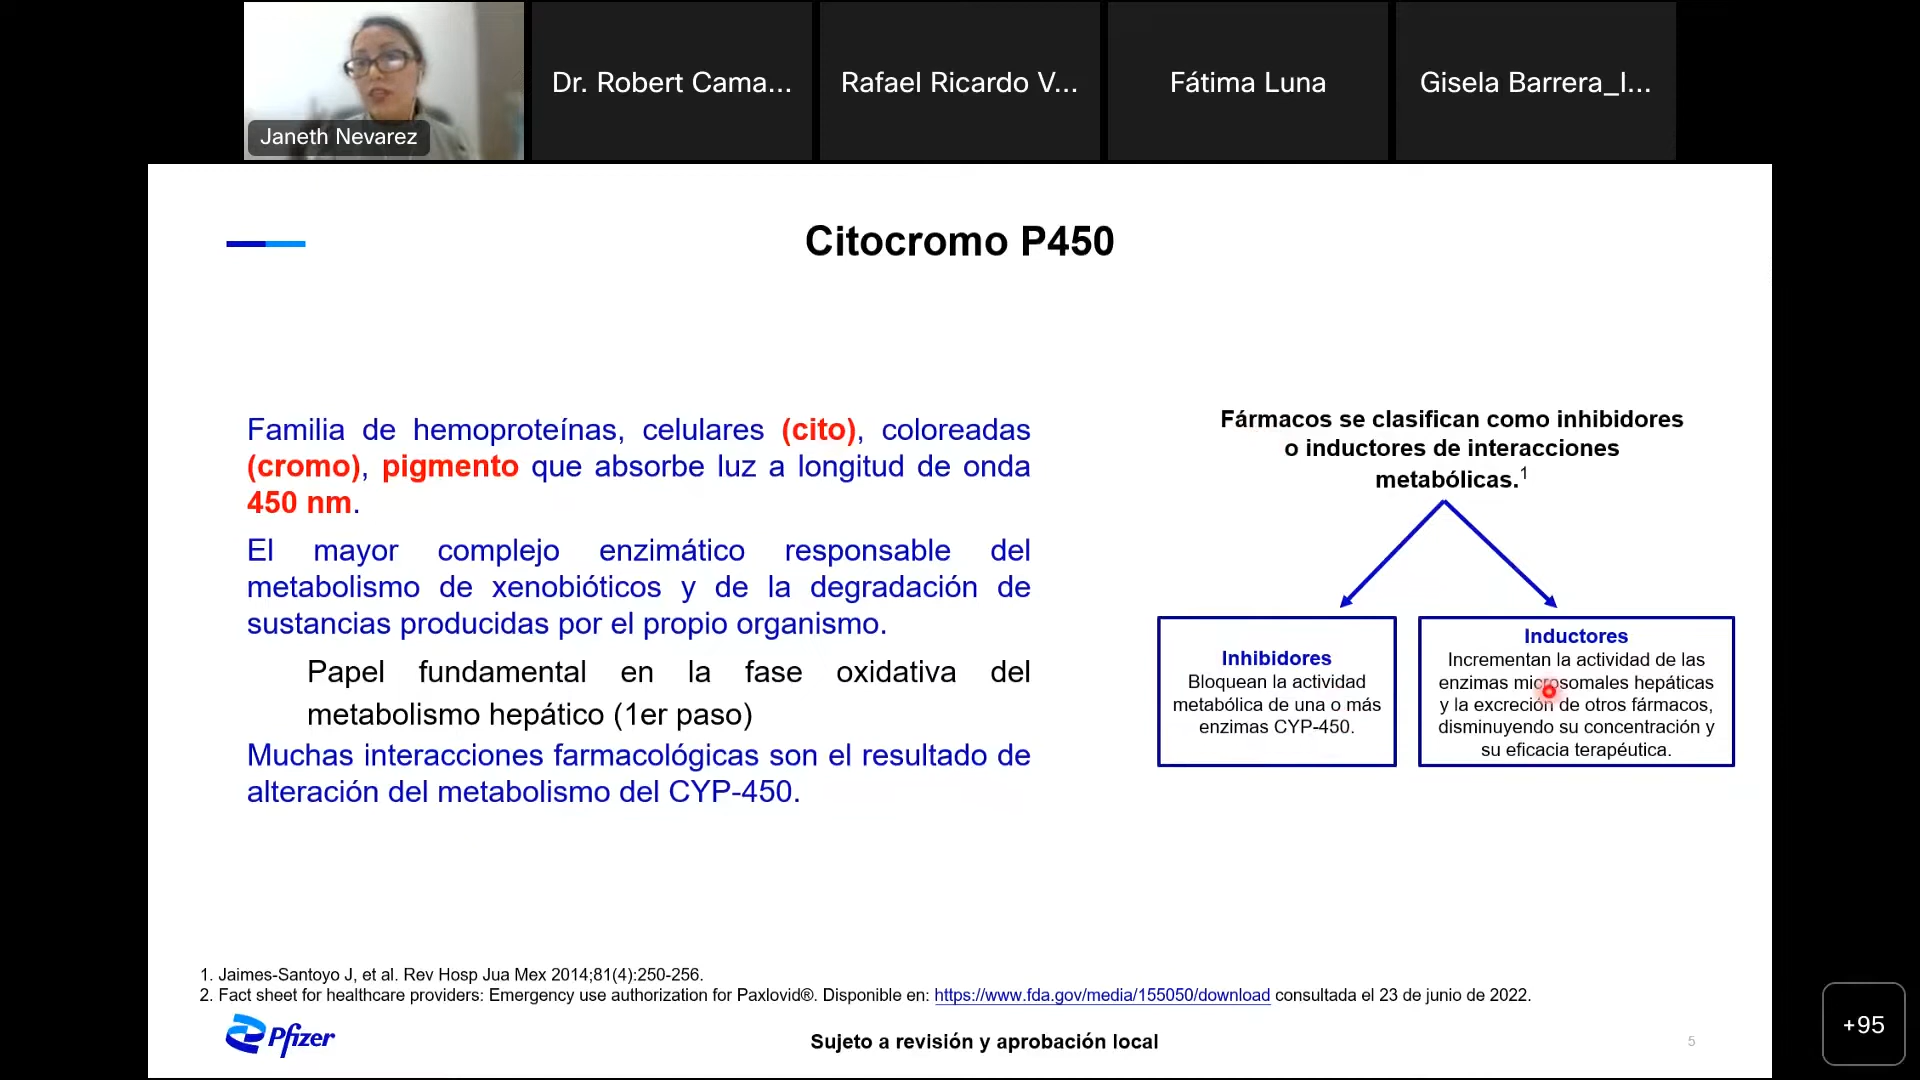 Janeth Nevarez
Dr. Robert Cama...
Rafael Ricardo V...
Fátima Luna
Gisela Barrera_I...
Citocromo P450
Familia de hemoproteínas, celulares (cito), coloreadas
(cromo), pigmento que absorbe luz a longitud de onda
450 nm.
El mayor complejo enzimático responsable del
metabolismo de xenobióticos y de la degradación de
sustancias producidas por el propio organismo.
Papel fundamental en la fase oxidativa del
metabolismo hepático (1er paso)
Muchas interacciones farmacológicas son el resultado de
alteración del metabolismo del CYP-450.
Fármacos se clasifican como inhibidores
o inductores de interacciones
metabólicas.1
Inhibidores
Bloquean la actividad
metabólica de una o más
enzimas CYP-450.
Inductores
Incrementan la actividad de las
enzimas microsomales hepáticas
y la excreción de otros fármacos,
disminuyendo su concentración y
su eficacia terapéutica.
1. Jaimes-Santoyo J, et al. Rev Hosp Jua Mex 2014;81(4):250-256.
2. Fact sheet for healthcare providers: Emergency use authorization for Paxlovid®. Disponible en: https://www.fda.gov/media/155050/download consultada el 23 de junio de 2022.
Pfizer
Sujeto a revisión y aprobación local
5
+95